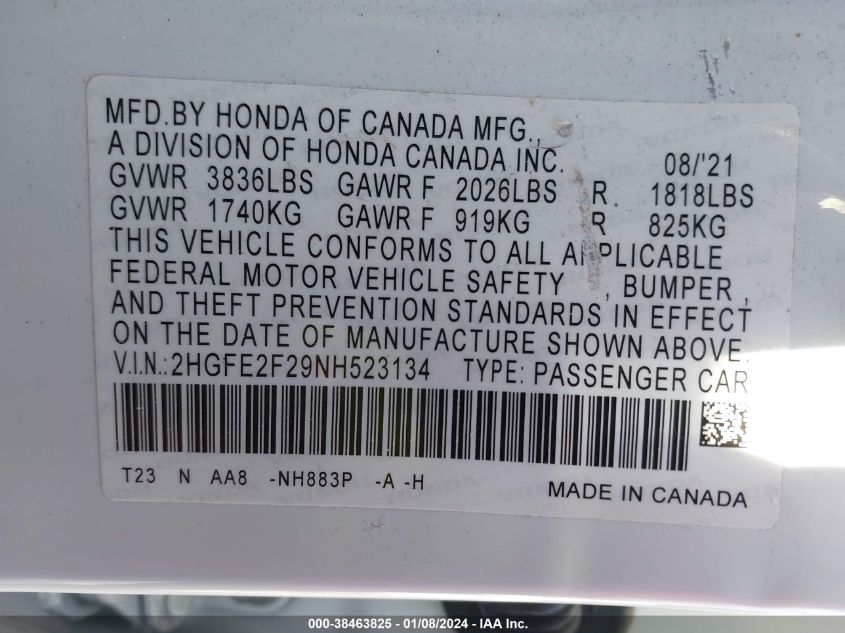 MFD.BY HONDA OF CANADA MFG.,
A DIVISION OF HONDA CANADA INC. 08/'21
GVWR 3836LBS GAWR F 2026LBS R. 1818LBS
GVWR 1740KG GAWR F 919KG R 825KG
THIS VEHICLE CONFORMS TO ALL APPLICABLE
FEDERAL MOTOR VEHICLE SAFETY , BUMPER ,
AND THEFT PREVENTION STANDARDS IN EFFECT
ON THE DATE OF MANUFACTURE SHOWN ABOVE.
V.I.N.:2HGFE2F29NH523134 TYPE: PASSENGER CAR
T23 N AA8 -NH883P -A -H
MADE IN CANADA
000-38463825 - 01/08/2024 - IAA Inc.